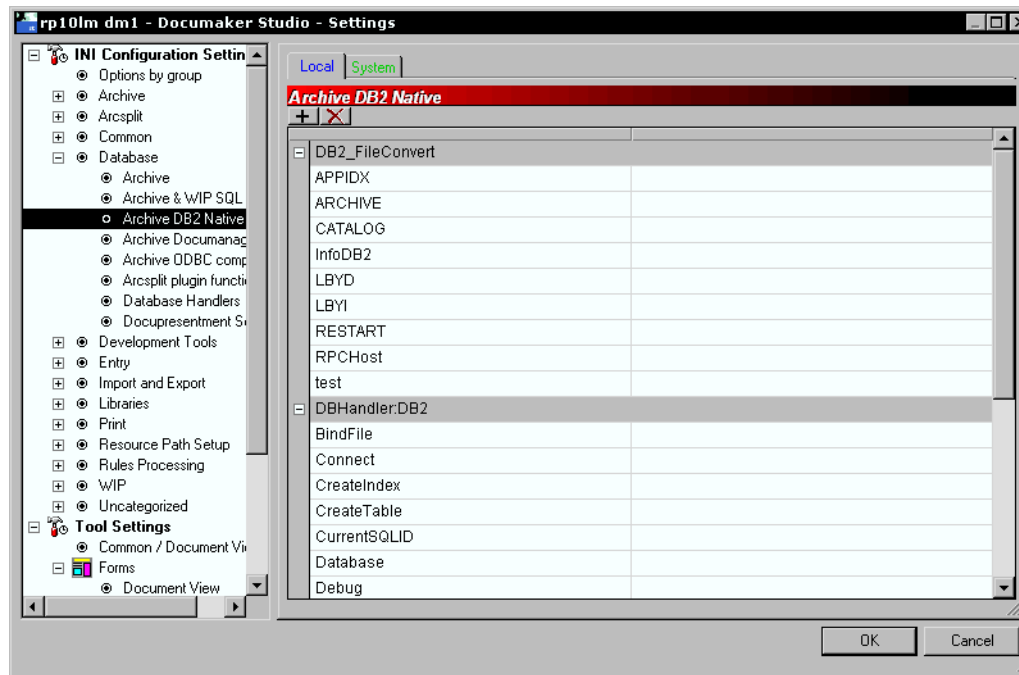 rp10lm dm1 - Documaker Studio - Settings
INI Configuration Settin
Options by group
Archive
Arcsplit
Common
Database
Archive
Archive & WIP SQL
Archive DB2 Native
Archive Documanag
Archive ODBC comp
Arcsplit plugin functi
Database Handlers
Docupresentment S
Development Tools
Entry
Import and Export
Libraries
Print
Resource Path Setup
Rules Processing
WIP
Uncategorized
Tool Settings
Common / Document Vi
Forms
Document View
Local System
Archive DB2 Native
DB2_FileConvert
APPIDX
ARCHIVE
CATALOG
InfoDB2
LBYD
LBYI
RESTART
RPCHost
test
DBHandler:DB2
BindFile
Connect
CreateIndex
CreateTable
CurrentSQLID
Database
Debug
OK Cancel